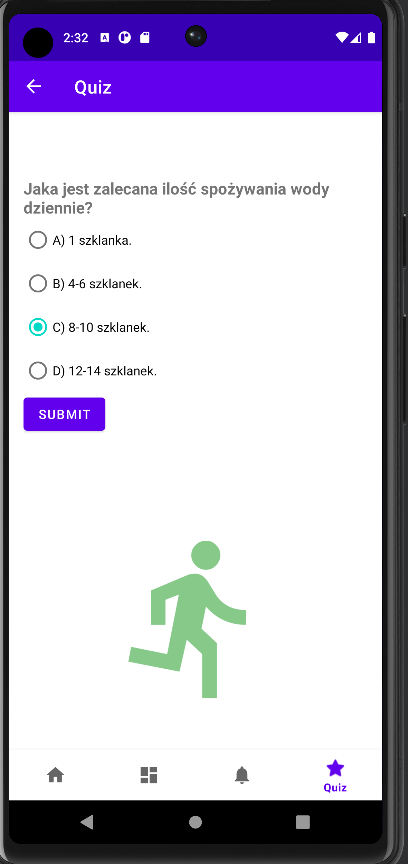 2:32
Quiz
Jaka jest zalecana ilość spożywania wody
dziennie?
A) 1 szklanka.
B) 4-6 szklanek.
C) 8-10 szklanek.
D) 12-14 szklanek.
SUBMIT
Quiz